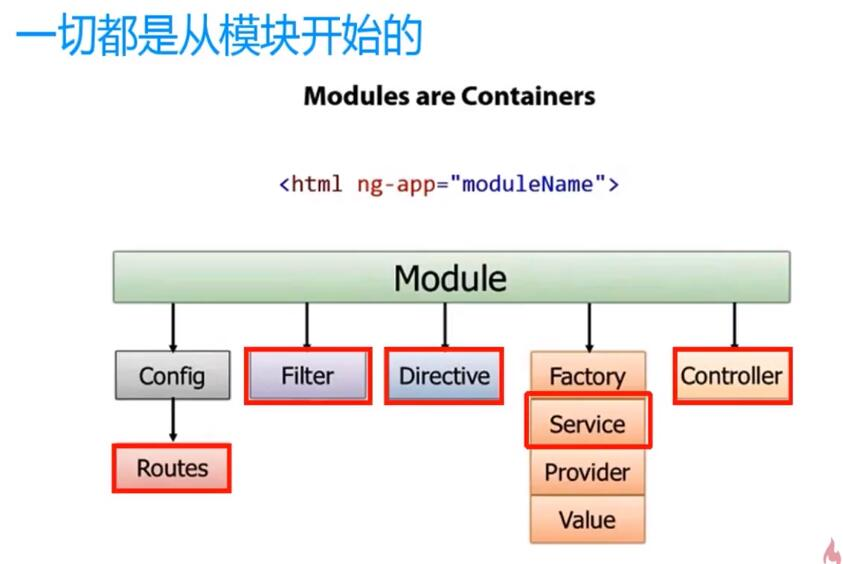 一切都是从模块开始的
Modules are Containers
<html ng-app="moduleName">
Module
Config
Filter
Directive
Factory
Controller
Service
Routes
Provider
Value